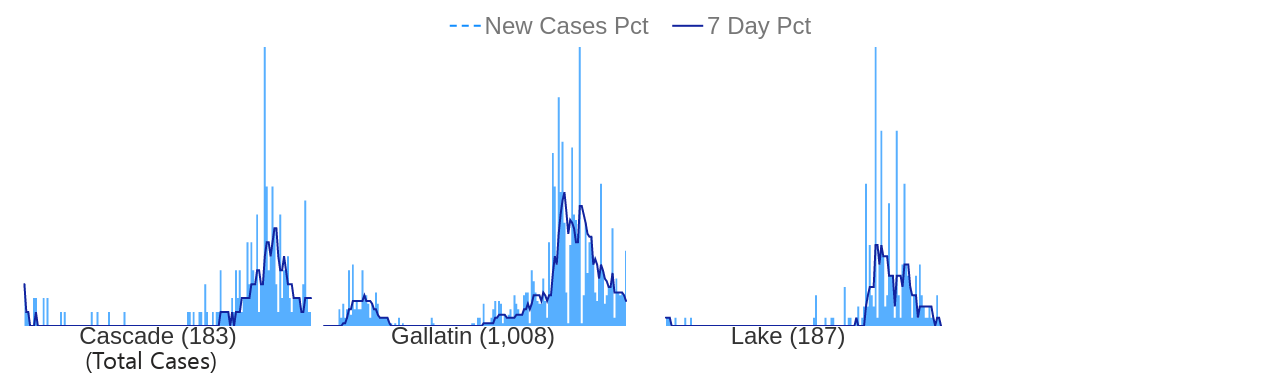 New Cases Pct 7 Day Pct
Cascade (183) Gallatin (1,008) Lake (187)
(Total Cases)